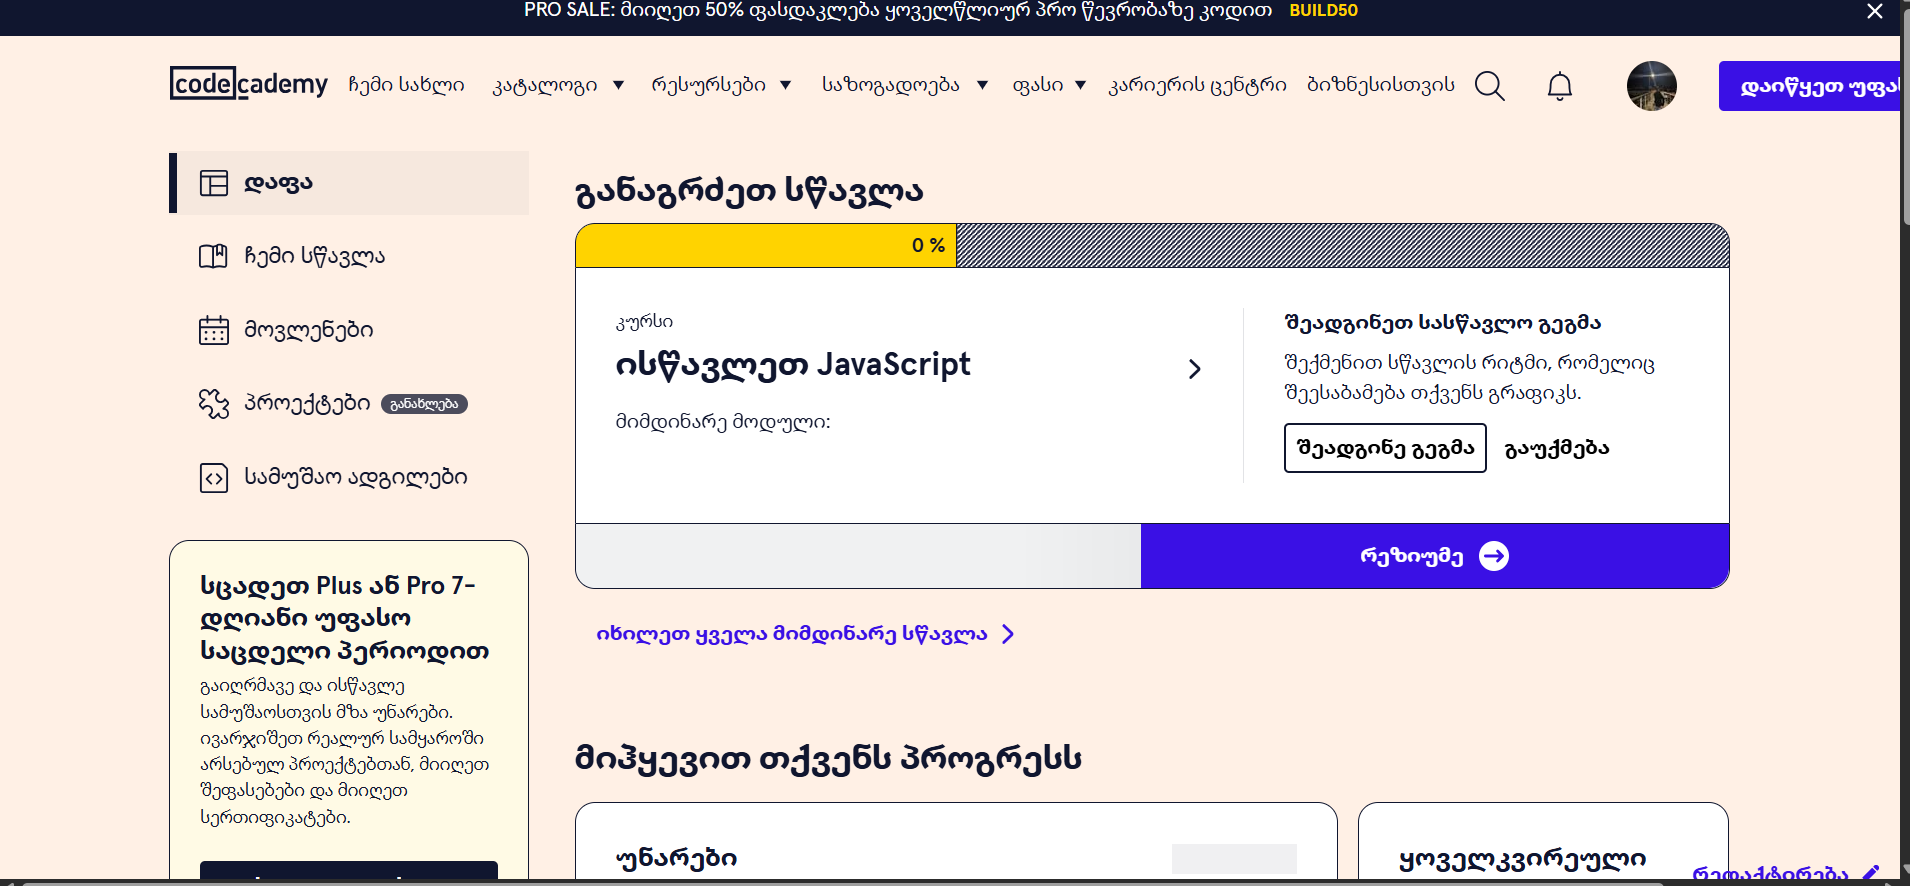 PRO SALE: მიიღეთ 50% ფასდაკლება ყოველწლიურ პრო წევრობაზე კოდით BUILD50
codecademy ჩემი სახლი კატალოგი რესურსები საზოგადოება ფასი კარიერის ცენტრი ბიზნესისთვის დაიწყეთ
დაფა
ჩემი სწავლა
მოვლენები
პროექტები განახლება
სამუშაო ადგილები
სცადეთ Plus ან Pro 7-
დღიანი უფასო
საცდელი პერიოდით
გაიღრმავე და ისწავლე
სამუშაოსთვის მზა უნარები.
ივარჯიშეთ რეალურ სამყაროში
არსებულ პროექტებთან, მიიღეთ
შეფასებები და მიიღეთ
სერთიფიკატები.
განაგრძეთ სწავლა
0 %
კურსი
ისწავლეთ JavaScript
მიმდინარე მოდული:
შეადგინეთ სასწავლო გეგმა
შექმენით სწავლის რიტმი, რომელიც
შეესაბამება თქვენს გრაფიკს.
შეადგინე გეგმა გაუქმება
რეზიუმე
იხილეთ ყველა მიმდინარე სწავლა
მიჰყევით თქვენს პროგრესს
უნარები
ყოველკვირეული
რედაქტირება